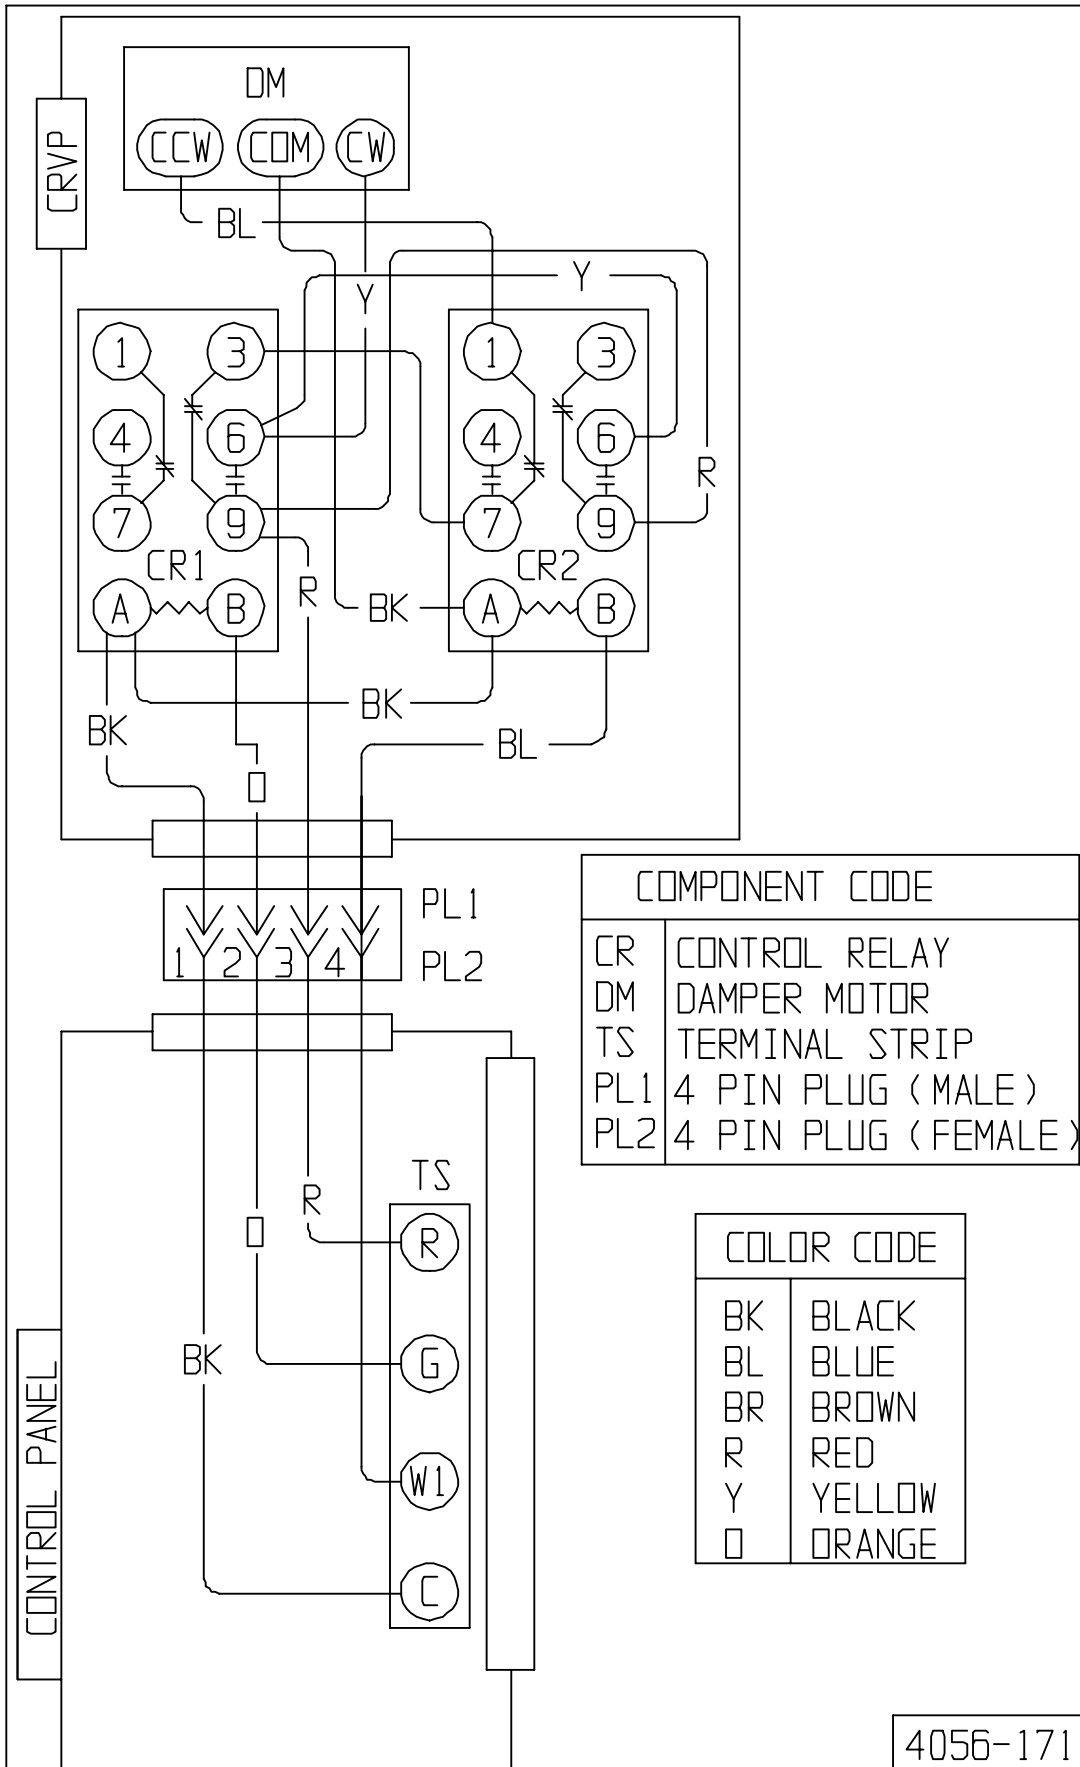 DM
CCW COM CW
CRVP
BL
Y
Y
1 3
1 3
4 6
4 6
R
7 9
7 9
CR1
CR2
A B
R
BK
A B
BK
BK
BL
O
PL1
1 2 3 4
PL2
COMPONENT CODE
CR CONTROL RELAY
DM DAMPER MOTOR
TS TERMINAL STRIP
PL1 4 PIN PLUG (MALE)
PL2 4 PIN PLUG (FEMALE)
TS
R
R
O
G
BK
W1
C
CONTROL PANEL
COLOR CODE
BK BLACK
BL BLUE
BR BROWN
R RED
Y YELLOW
O ORANGE
4056-171